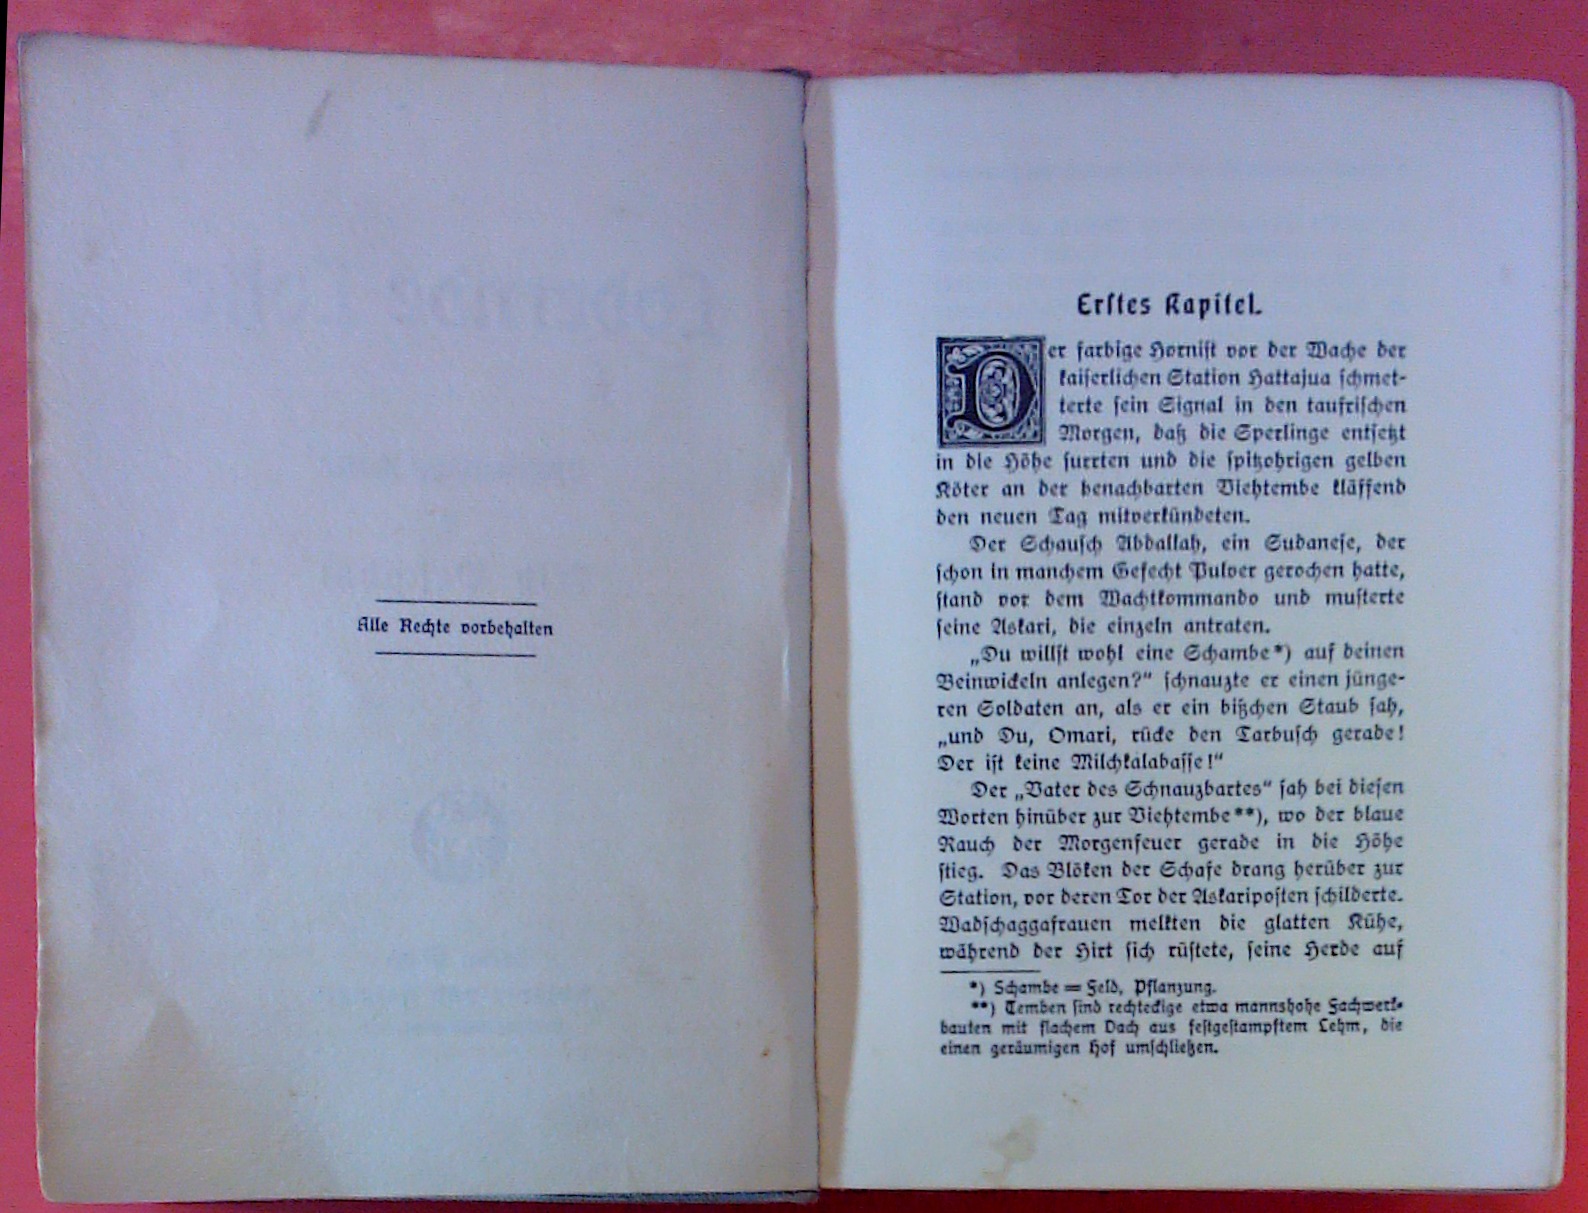 Alle Rechte vorbehalten
Erstes Kapitel.
Der farbige Hornist vor der Wache der
kaiserlichen Station Hattajua schmet-
terte sein Signal in den taufrischen
Morgen, daß die Sperlinge entsetzt
in die Höhe surrten und die spitzohrigen gelben
Köter an der benachbarten Viehtembe kläffend
den neuen Tag mitverkündeten.
Der Schausch Abdallah, ein Sudanese, der
schon in manchem Gefecht Pulver gerochen hatte,
stand vor dem Wachtkommando und musterte
seine Askari, die einzeln antraten.
„Du willst wohl eine Schambe*) auf deinen
Beinwickeln anlegen?“ schnauzte er einen jünge-
ren Soldaten an, als er ein bißchen Staub sah,
„und Du, Omari, rücke den Tarbusch gerade!
Der ist keine Milchkalabasse!“
Der „Vater des Schnauzbartes“ sah bei diesen
Worten hinüber zur Viehtembe**), wo der blaue
Rauch der Morgenfeuer gerade in die Höhe
stieg. Das Blöken der Schafe drang herüber zur
Station, vor deren Tor der Askariposten schilderte.
Wadschaggafrauen melkten die glatten Kühe,
während der Hirt sich rüstete, seine Herde auf
*) Schambe = Feld, Pflanzung.
**) Temben sind rechteckige etwa mannshohe Fachwerk-
bauten mit flachem Dach aus festgestampftem Lehm, die
einen geräumigen Hof umschließen.